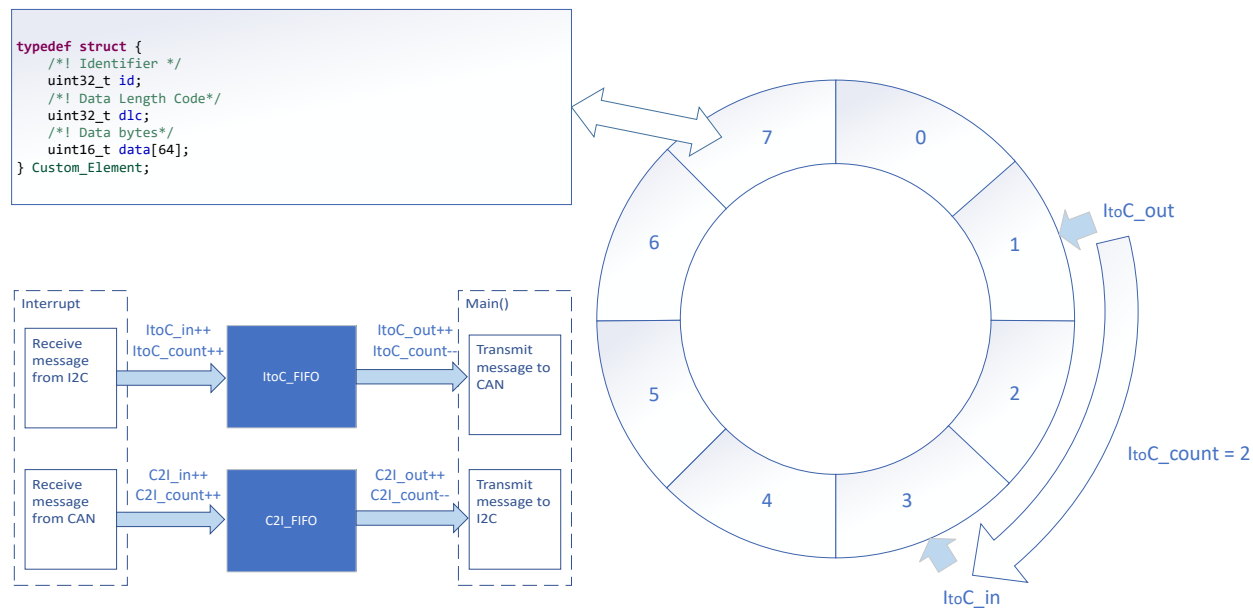 typedef struct {
/*! Identifier */
uint32_t id;
/*! Data Length Code*/
uint32_t dlc;
/*! Data bytes*/
uint16_t data[64];
} Custom_Element;
Interrupt
Receive
message
from I2C
ItoC_in++
ItoC_count++
ItoC_FIFO
ItoC_out++
ItoC_count--
Main()
Transmit
message to
CAN
Receive
message
from CAN
C2I_in++
C2I_count++
C2I_FIFO
C2I_out++
C2I_count--
Transmit
message to
I2C
7
0
6
1
5
2
4
3
ItoC_out
ItoC_count = 2
ItoC_in